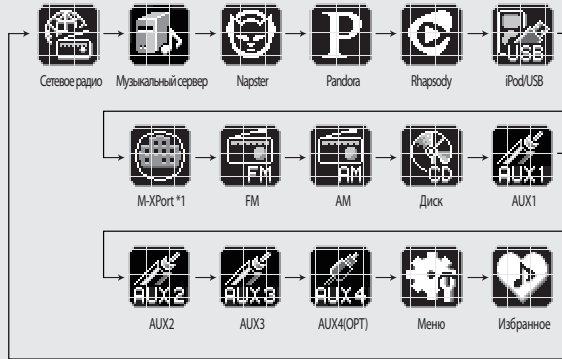 USB
Сетевое радио Музыкальный сервер Napster Pandora Rhapsody iPod/USB
FM AM CD AUX1
M-XPort *1 FM AM Диск AUX1
AUX2 AUX3 AUX4
AUX2 AUX3 AUX4(OPT) Меню Избранное